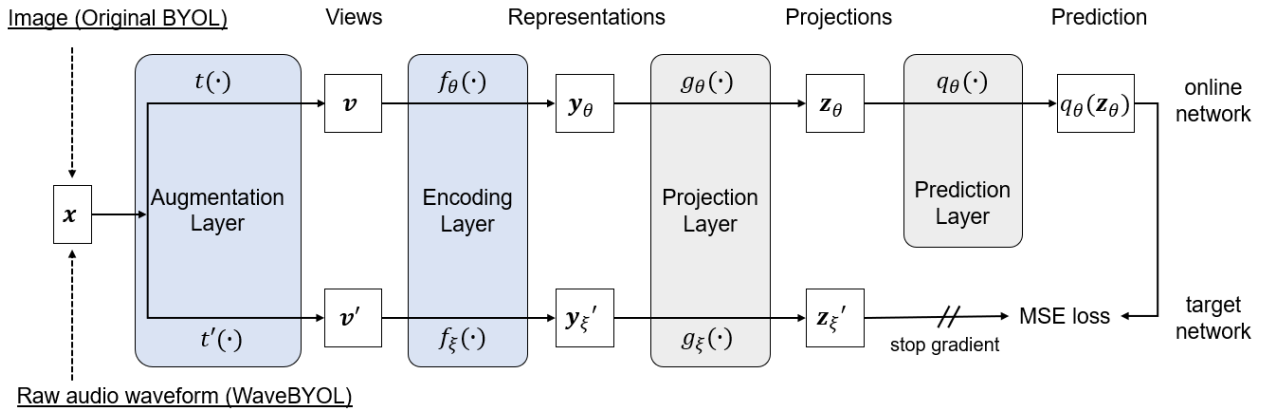 Image (Original BYOL)
Views
Representations
Projections
Prediction
t(·)
f_θ(·)
g_θ(·)
q_θ(·)
v
y_θ
z_θ
q_θ(z_θ)
online
network
x
Augmentation
Layer
Encoding
Layer
Projection
Layer
Prediction
Layer
v′
y_ξ′
z_ξ′
MSE loss
target
network
t′(·)
f_ξ(·)
g_ξ(·)
stop gradient
Raw audio waveform (WaveBYOL)